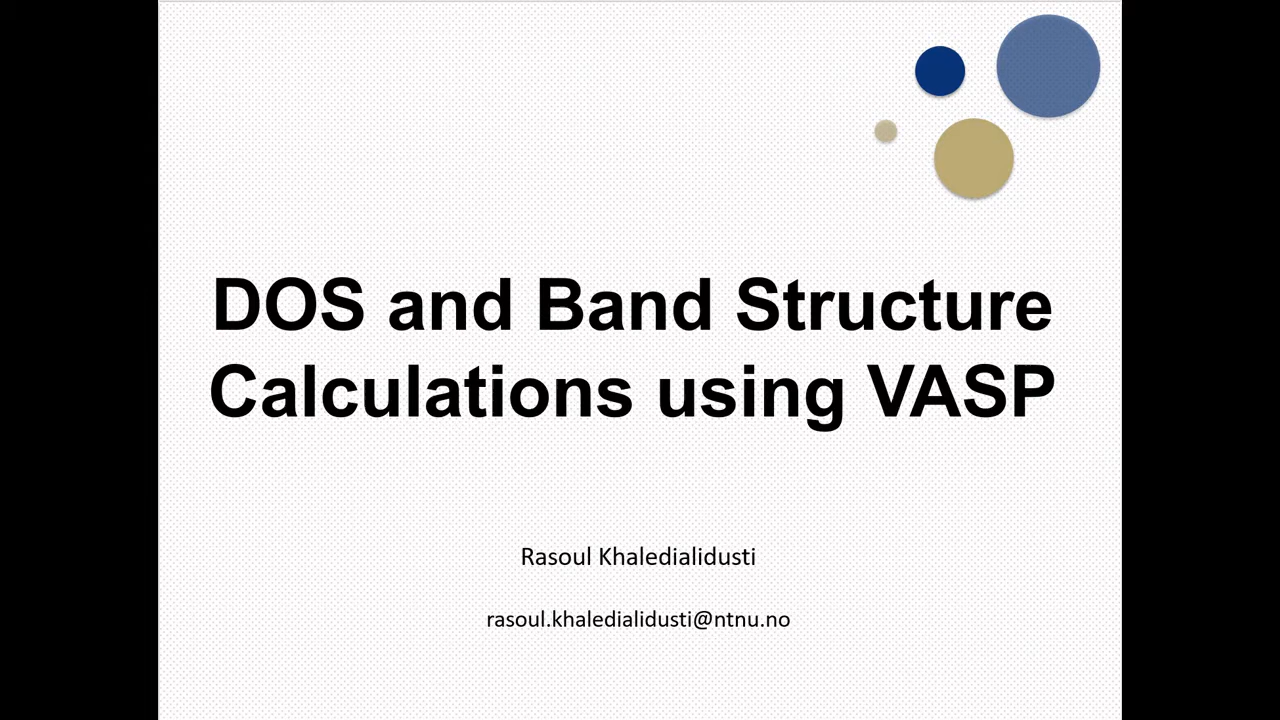 DOS and Band Structure
Calculations using VASP
Rasoul Khaledialidusti
rasoul.khaledialidusti@ntnu.no